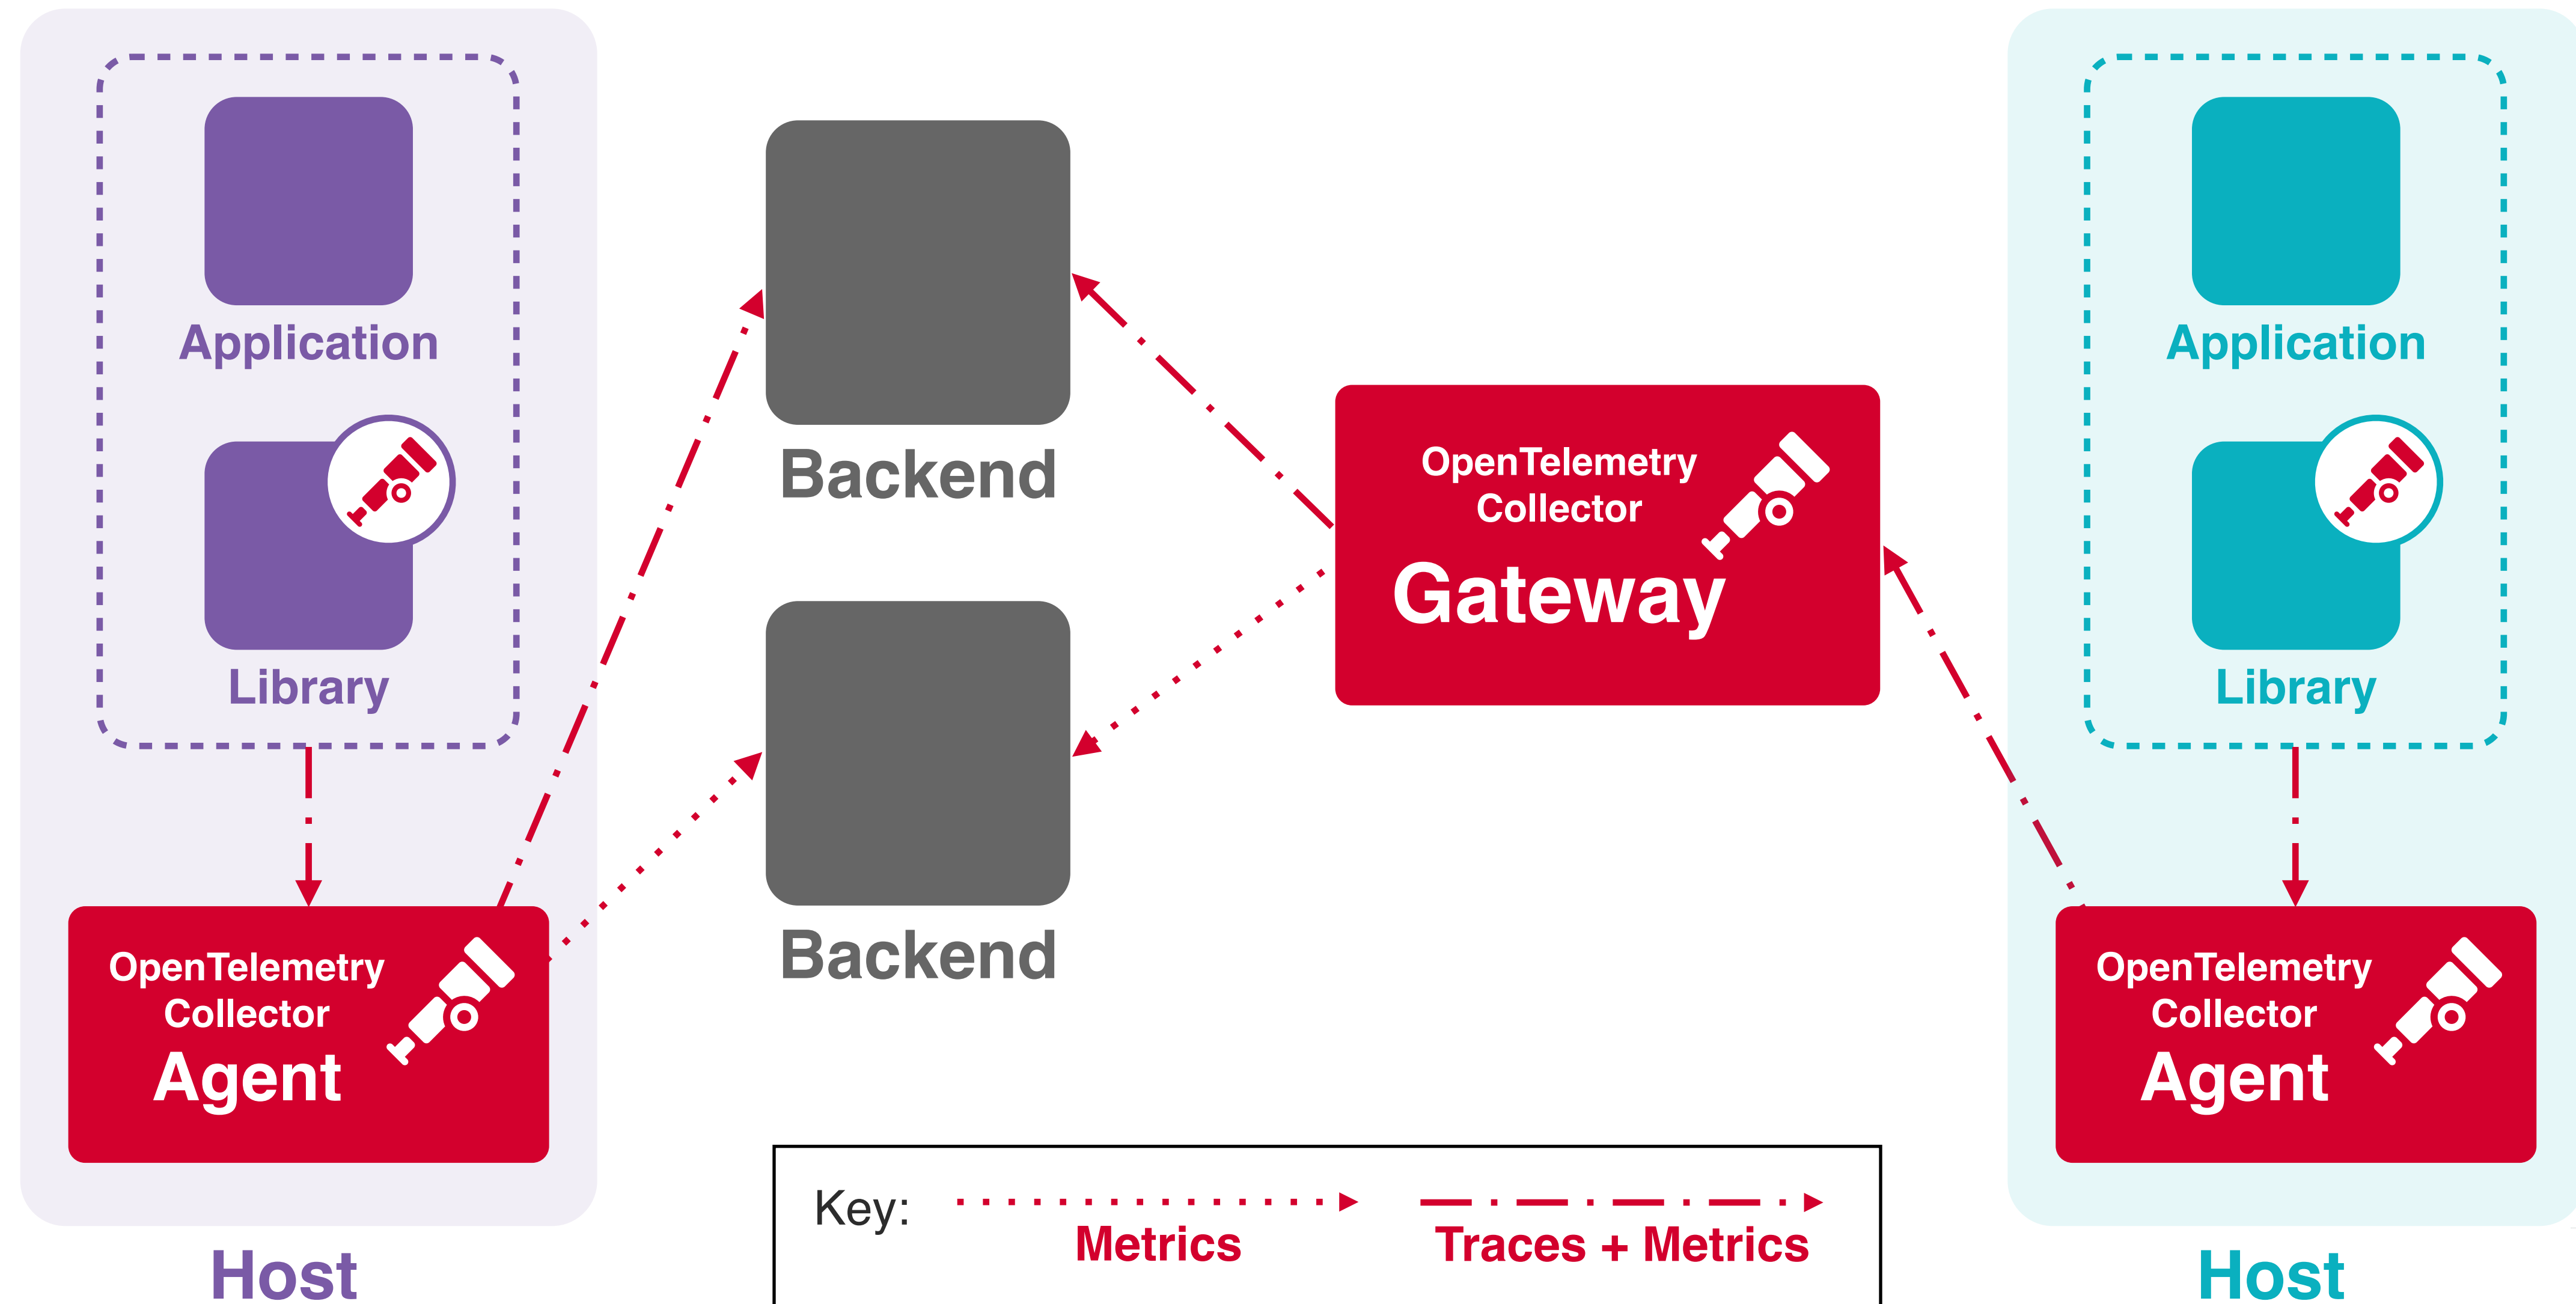 Application
Library
OpenTelemetry
Collector
Agent
Host
Backend
Backend
OpenTelemetry
Collector
Gateway
Application
Library
OpenTelemetry
Collector
Agent
Host
Key:
Metrics
Traces + Metrics